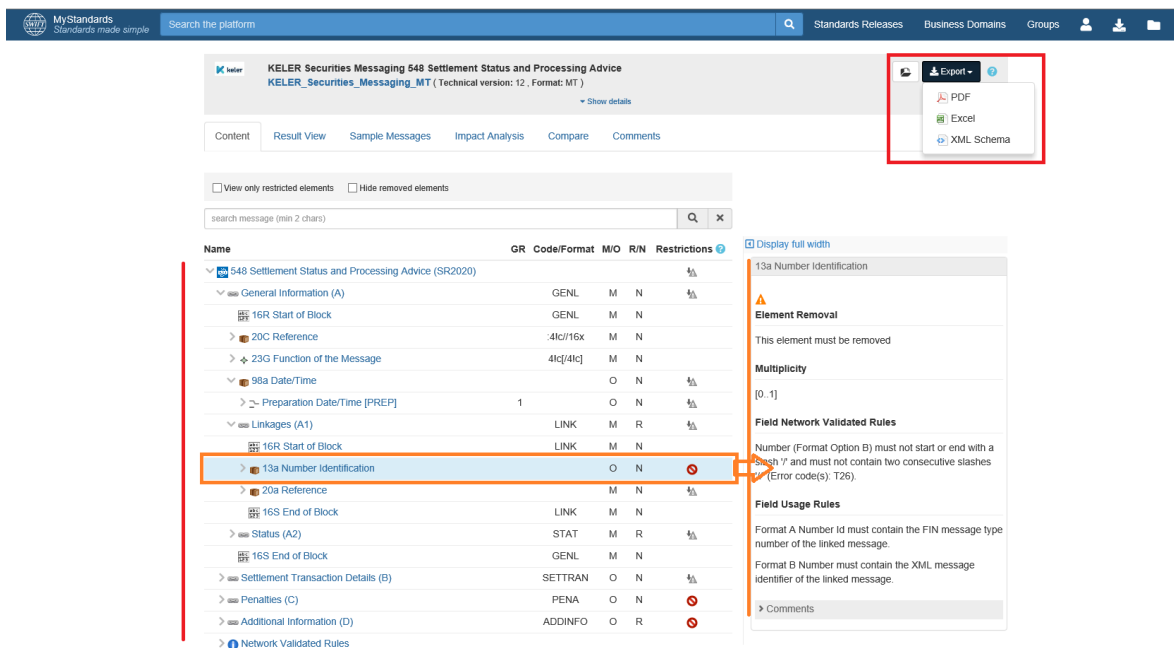 MyStandards
Standards made simple
Search the platform
Standards Releases Business Domains Groups
keler
KELER Securities Messaging 548 Settlement Status and Processing Advice
KELER_Securities_Messaging_MT ( Technical version: 12 , Format: MT )
Show details
Export
PDF
Excel
XML Schema
Content Result View Sample Messages Impact Analysis Compare Comments
View only restricted elements Hide removed elements
search message (min 2 chars)
Name GR Code/Format M/O R/N Restrictions
548 Settlement Status and Processing Advice (SR2020)
General Information (A) GENL M N
16R Start of Block GENL M N
20C Reference :4!c//16x M N
23G Function of the Message 4!c[/4!c] M N
98a Date/Time O N
Preparation Date/Time [PREP] 1 O N
Linkages (A1) LINK M R
16R Start of Block LINK M N
13a Number Identification O N
20a Reference M N
16S End of Block LINK M N
Status (A2) STAT M R
16S End of Block GENL M N
Settlement Transaction Details (B) SETTRAN O N
Penalties (C) PENA O N
Additional Information (D) ADDINFO O R
Network Validated Rules
Display full width
13a Number Identification
Element Removal
This element must be removed
Multiplicity
[0..1]
Field Network Validated Rules
Number (Format Option B) must not start or end with a
slash '/' and must not contain two consecutive slashes
(Error code(s): T26).
Field Usage Rules
Format A Number Id must contain the FIN message type
number of the linked message.
Format B Number must contain the XML message
identifier of the linked message.
Comments